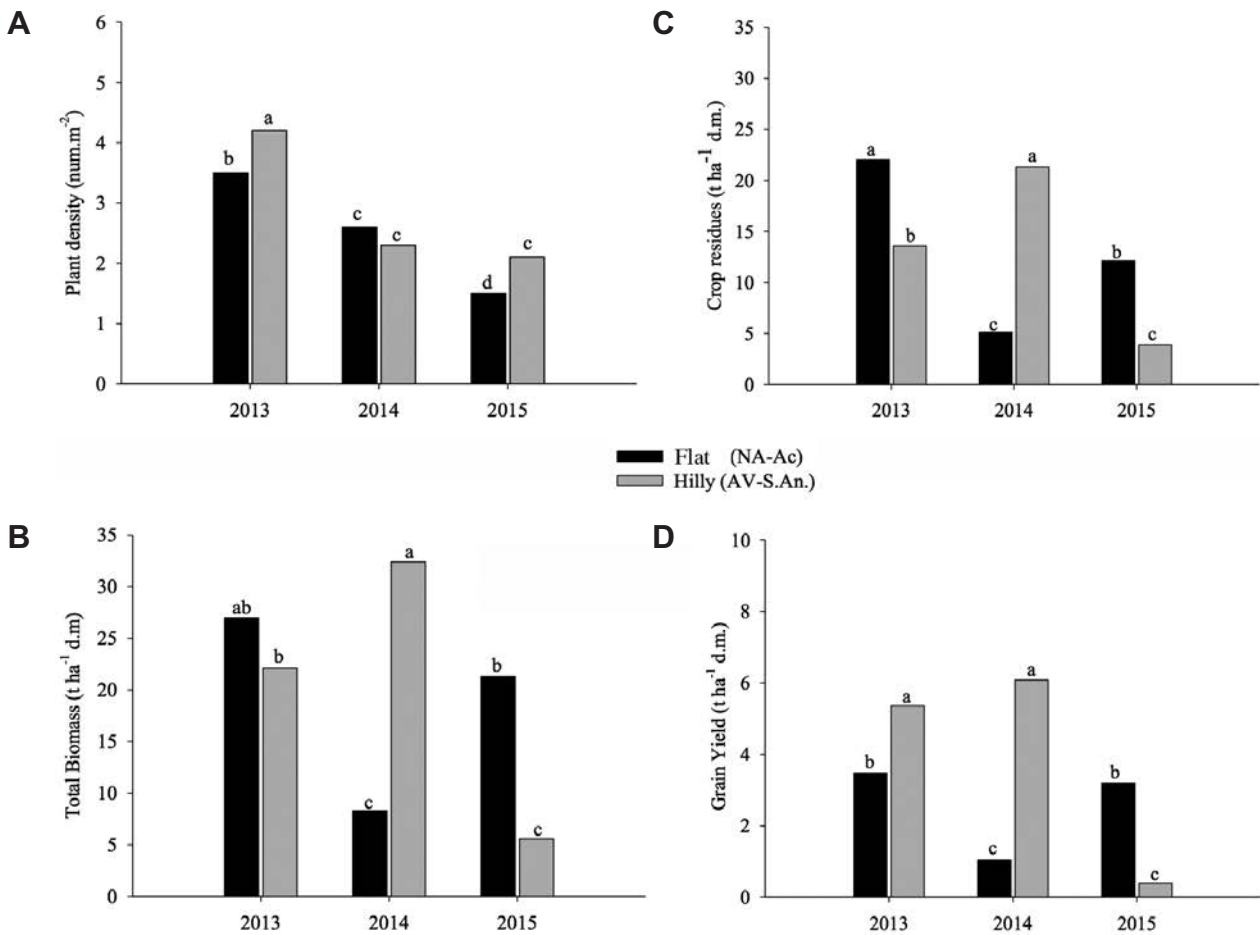 A
Plant density (num.m-2)
6
5
4
3
2
1
0
b
a
c
c
d
c
2013
2014
2015
C
Crop residues (t ha-1 d.m.)
35
30
25
20
15
10
5
0
a
b
c
a
b
c
2013
2014
2015
Flat (NA-Ac)
Hilly (AV-S.An.)
B
Total Biomass (t ha-1 d.m)
35
30
25
20
15
10
5
0
ab
b
c
a
b
c
2013
2014
2015
D
Grain Yield (t ha-1 d.m.)
10
8
6
4
2
0
b
a
c
a
b
c
2013
2014
2015